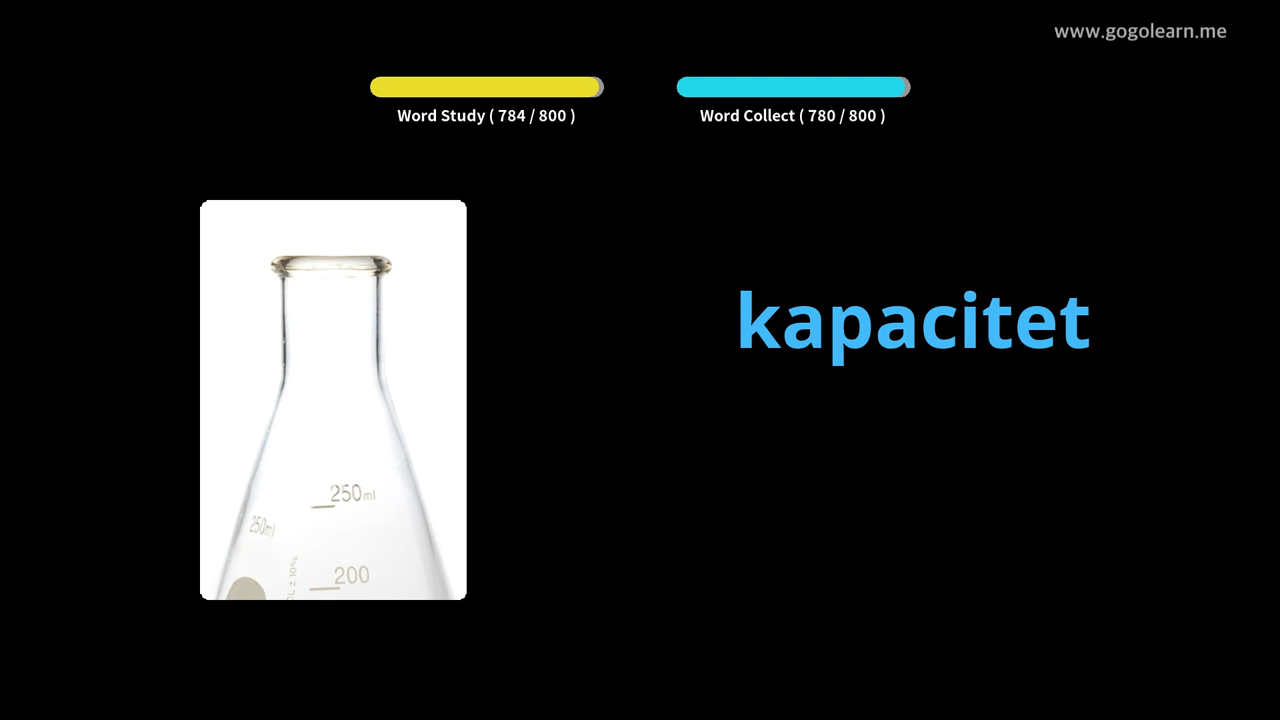 www.gogolearn.me
Word Study ( 784 / 800 )
Word Collect ( 780 / 800 )
kapacitet
250ml
250ml
200